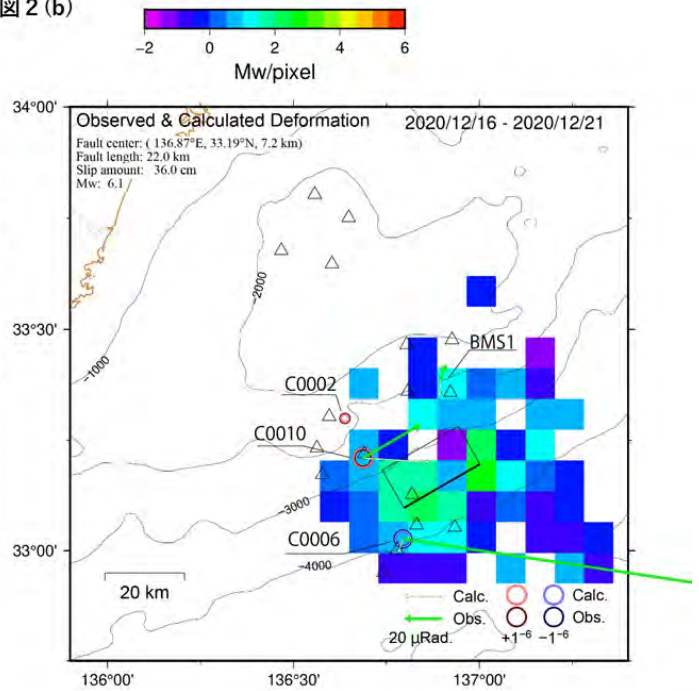 図 2 (b)
−2 0 2 4 6
Mw/pixel
34°00'
Observed & Calculated Deformation 2020/12/16 - 2020/12/21
Fault center: ( 136.87°E, 33.19°N, 7.2 km)
Fault length: 22.0 km
Slip amount: 36.0 cm
Mw: 6.1
−2000
33°30'
BMS1
−1000
C0002
C0010
−3000
C0006
33°00'
−4000
20 km
Calc. Calc.
Obs. Obs.
20 μRad. +1⁻⁶ −1⁻⁶
136°00' 136°30' 137°00'